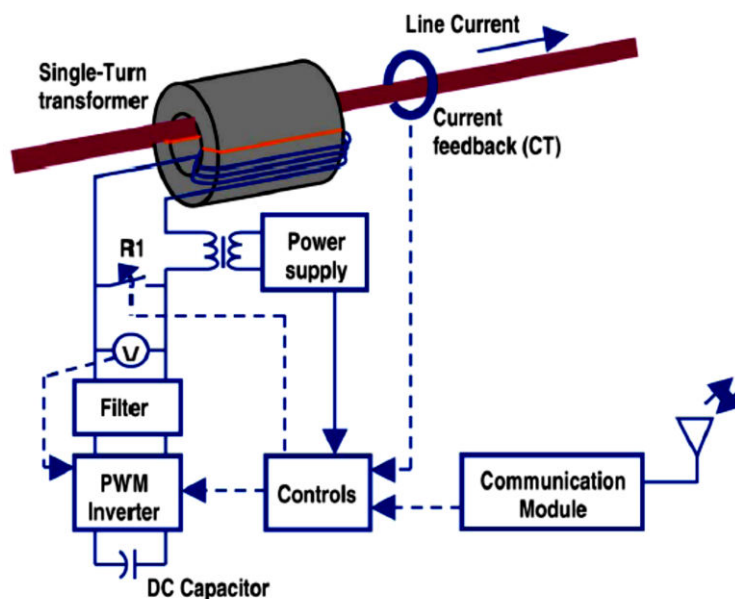 Line Current
Single-Turn
transformer
Current
feedback (CT)
R1
Power
supply
V
Filter
PWM
Inverter
Controls
Communication
Module
DC Capacitor